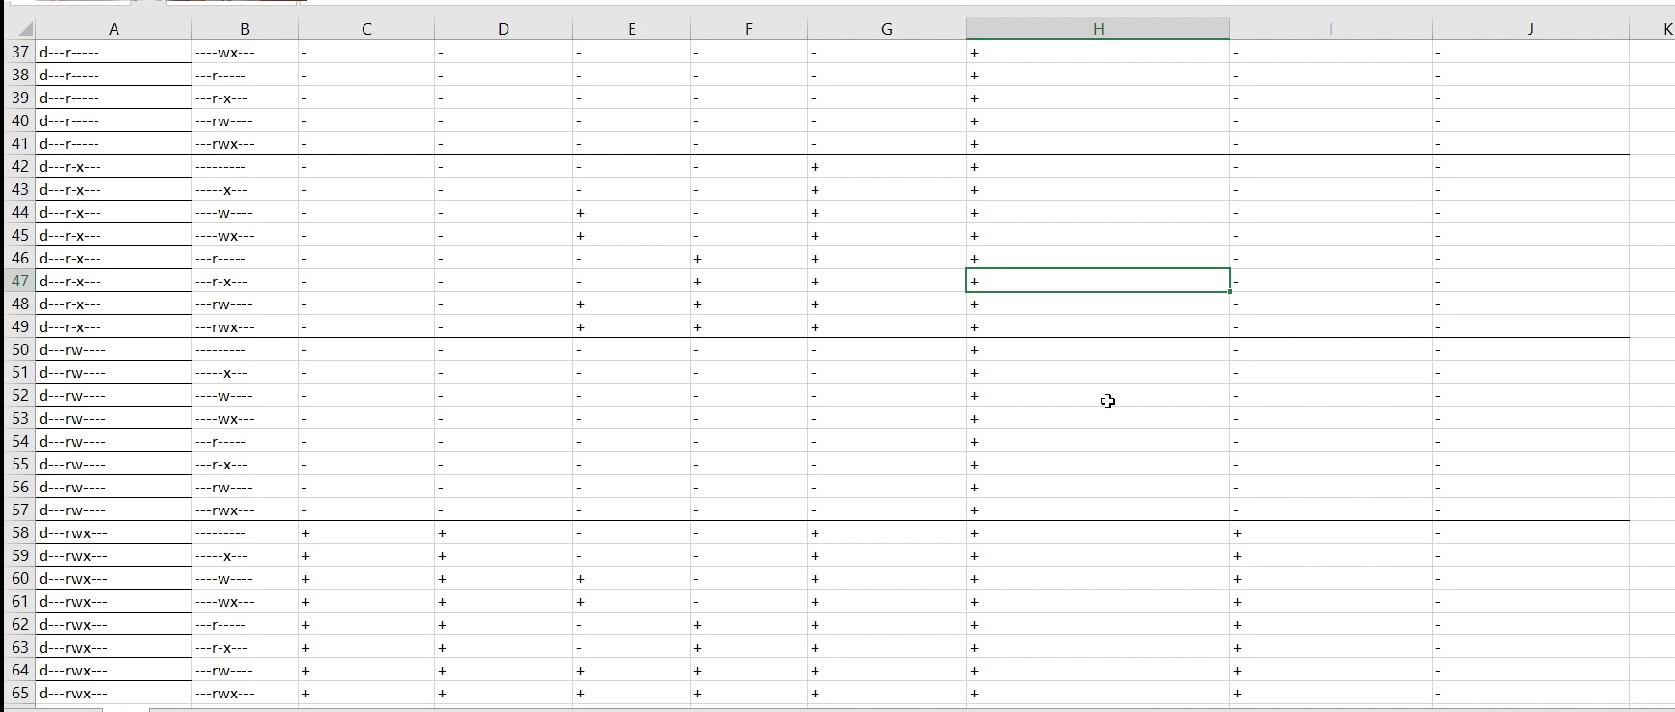 A B C D E F G H I J K
37 d---r----- ----wx--- - - - - - + - -
38 d---r----- ---r----- - - - - - + - -
39 d---r----- ---r-x--- - - - - - + - -
40 d---r----- ---rw---- - - - - - + - -
41 d---r----- ---rwx--- - - - - - + - -
42 d---r-x--- --------- - - - - + + - -
43 d---r-x--- -----x--- - - - - + + - -
44 d---r-x--- ----w---- - - + - + + - -
45 d---r-x--- ----wx--- - - + - + + - -
46 d---r-x--- ---r----- - - - + + + - -
47 d---r-x--- ---r-x--- - - - + + + - -
48 d---r-x--- ---rw---- - - + + + + - -
49 d---r-x--- ---rwx--- - - + + + + - -
50 d---rw---- --------- - - - - - + - -
51 d---rw---- -----x--- - - - - - + - -
52 d---rw---- ----w---- - - - - - + - -
53 d---rw---- ----wx--- - - - - - + - -
54 d---rw---- ---r----- - - - - - + - -
55 d---rw---- ---r-x--- - - - - - + - -
56 d---rw---- ---rw---- - - - - - + - -
57 d---rw---- ---rwx--- - - - - - + - -
58 d---rwx--- --------- + + - - + + + -
59 d---rwx--- -----x--- + + - - + + + -
60 d---rwx--- ----w---- + + + - + + + -
61 d---rwx--- ----wx--- + + + - + + + -
62 d---rwx--- ---r----- + + - + + + + -
63 d---rwx--- ---r-x--- + + - + + + + -
64 d---rwx--- ---rw---- + + + + + + + -
65 d---rwx--- ---rwx--- + + + + + + + -